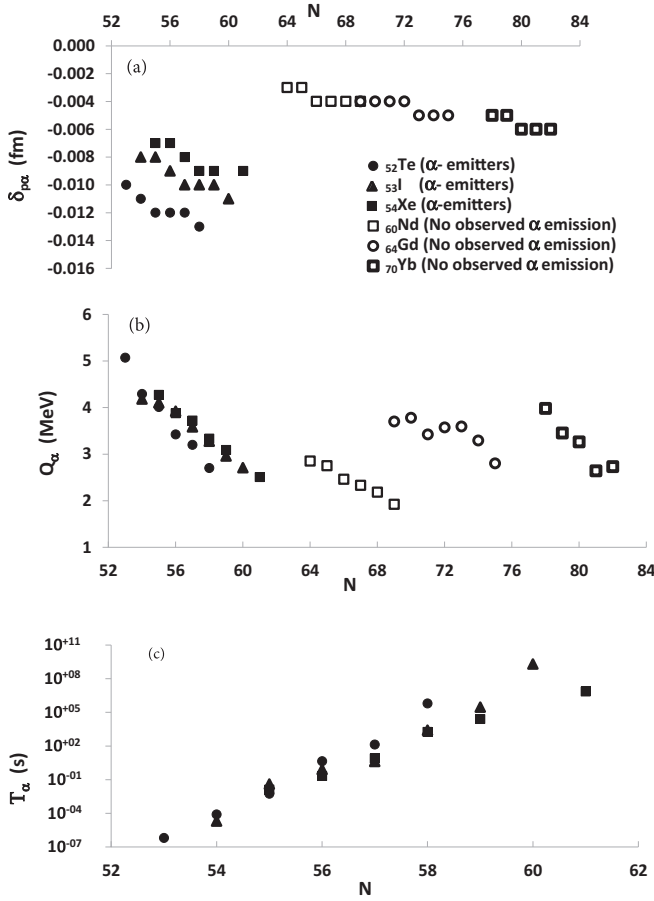 N
52 56 60 64 68 72 78 82 86
0.000
-0.002
-0.004
-0.006
-0.008
-0.010
-0.012
-0.014
-0.016
δpα (fm)
(a)
52Te (α- emitters)
53I (α- emitters)
54Xe (α-emitters)
60Nd (No observed α emission)
64Gd (No observed α emission)
70Yb (No observed α emission)
(b)
6
5
4
3
2
1
Qα (MeV)
52 56 60 64 68 72 76 80 84
N
(c)
10+11
10+08
10+05
10+02
10-01
10-04
10-07
Tα (s)
52 54 56 58 60 62
N